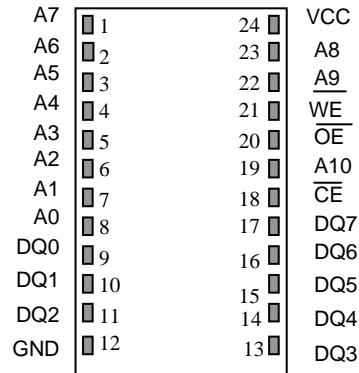 A7 1 24 VCC
A6 2 23 A8
A5 3 22 A9
A4 4 21 WE
A3 5 20 OE
A2 6 19 A10
A1 7 18 CE
A0 8 17 DQ7
DQ0 9 16 DQ6
DQ1 10 15 DQ5
DQ2 11 14 DQ4
GND 12 13 DQ3